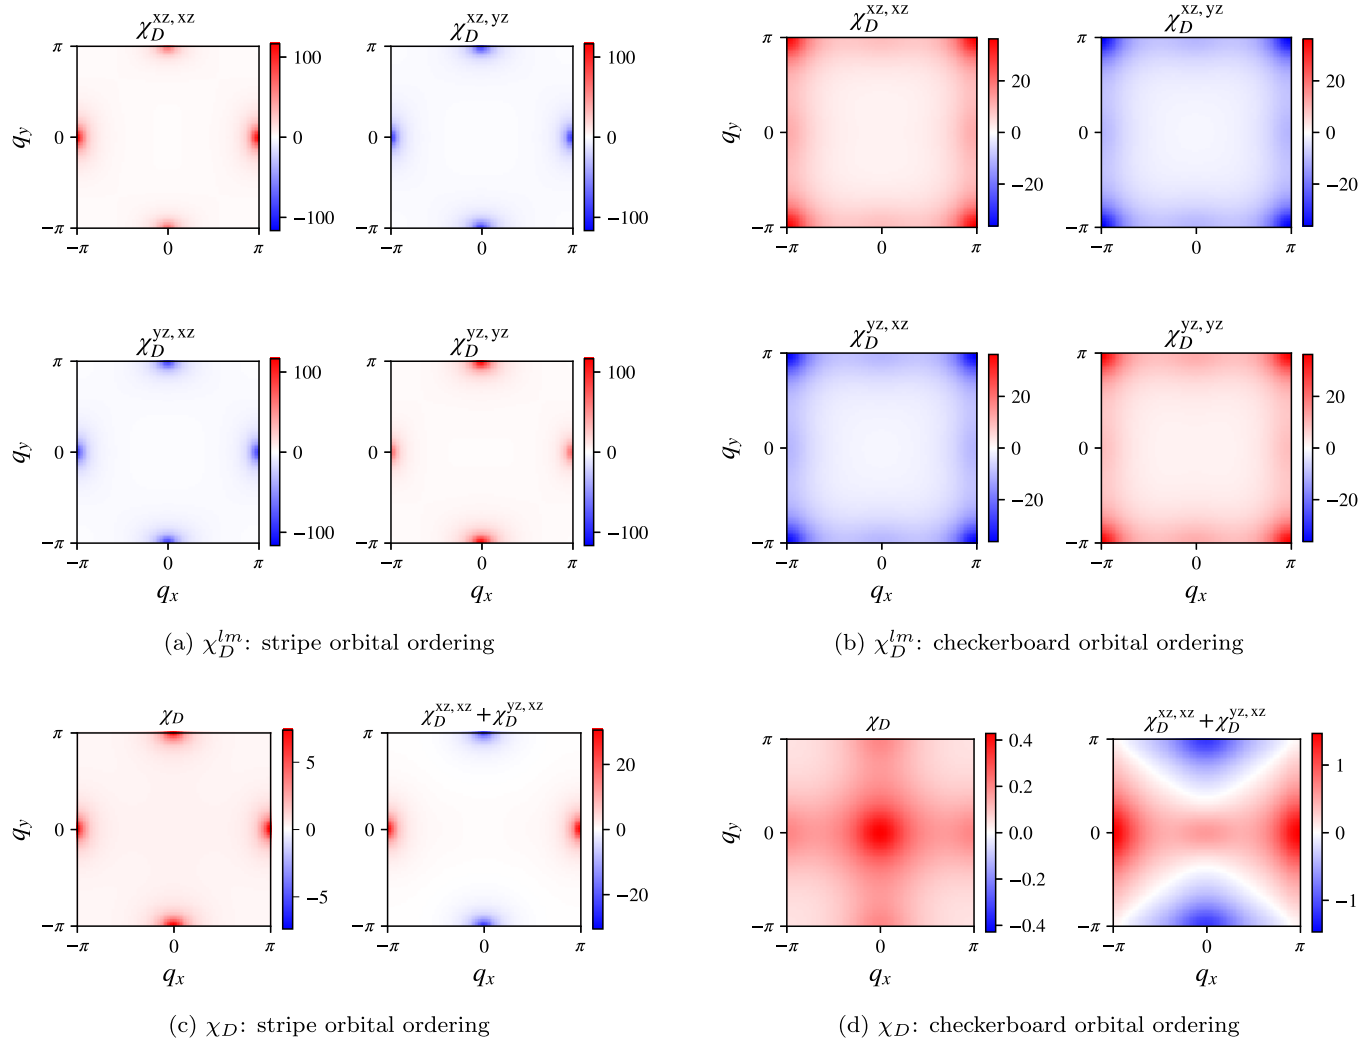 χ_D^{xz,xz}
π
0
−π
q_y
−π 0 π
100
0
−100
χ_D^{xz,yz}
π
0
−π
−π 0 π
100
0
−100
χ_D^{yz,xz}
π
0
−π
q_y
−π 0 π
q_x
100
0
−100
χ_D^{yz,yz}
π
0
−π
−π 0 π
q_x
100
0
−100
(a) χ_D^{lm}: stripe orbital ordering
χ_D^{xz,xz}
π
0
−π
q_y
−π 0 π
20
0
−20
χ_D^{xz,yz}
π
0
−π
−π 0 π
20
0
−20
χ_D^{yz,xz}
π
0
−π
q_y
−π 0 π
q_x
20
0
−20
χ_D^{yz,yz}
π
0
−π
−π 0 π
q_x
20
0
−20
(b) χ_D^{lm}: checkerboard orbital ordering
χ_D
π
0
−π
q_y
−π 0 π
q_x
5
0
−5
χ_D^{xz,xz} + χ_D^{yz,xz}
π
0
−π
−π 0 π
q_x
20
0
−20
(c) χ_D: stripe orbital ordering
χ_D
π
0
−π
q_y
−π 0 π
q_x
0.4
0.2
0.0
−0.2
−0.4
χ_D^{xz,xz} + χ_D^{yz,xz}
π
0
−π
−π 0 π
q_x
1
0
−1
(d) χ_D: checkerboard orbital ordering